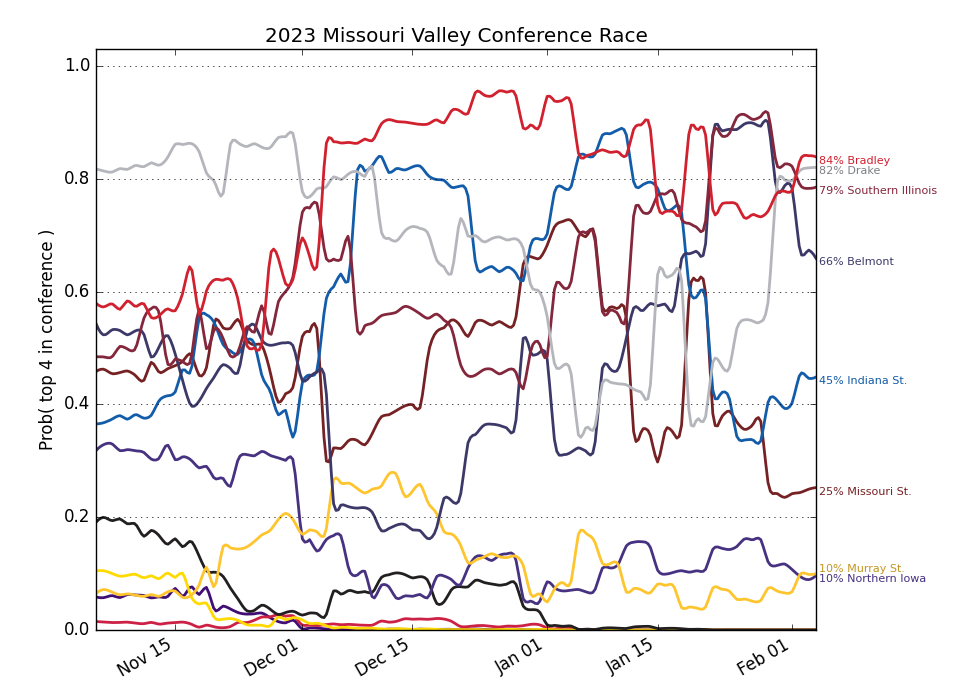 2023 Missouri Valley Conference Race
Prob( top 4 in conference )
1.0
0.8
0.6
0.4
0.2
0.0
Nov 15
Dec 01
Dec 15
Jan 01
Jan 15
Feb 01
84% Bradley
82% Drake
79% Southern Illinois
66% Belmont
45% Indiana St.
25% Missouri St.
10% Murray St.
10% Northern Iowa